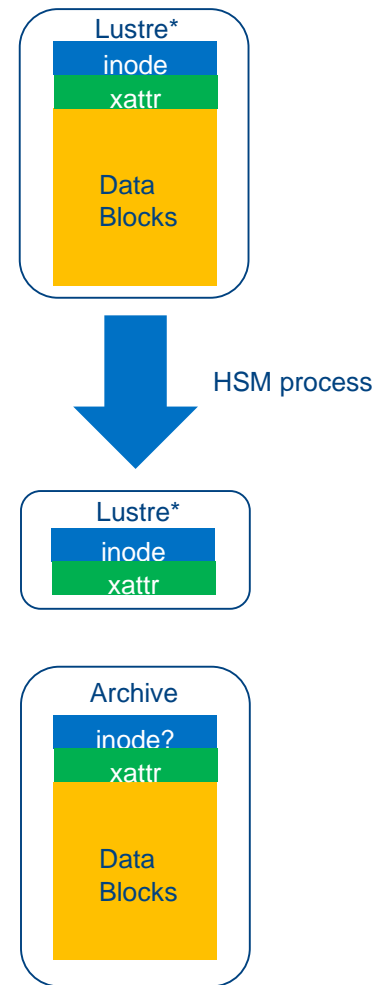 Lustre*
inode
xattr
Data
Blocks
HSM process
Lustre*
inode
xattr
Archive
inode?
xattr
Data
Blocks